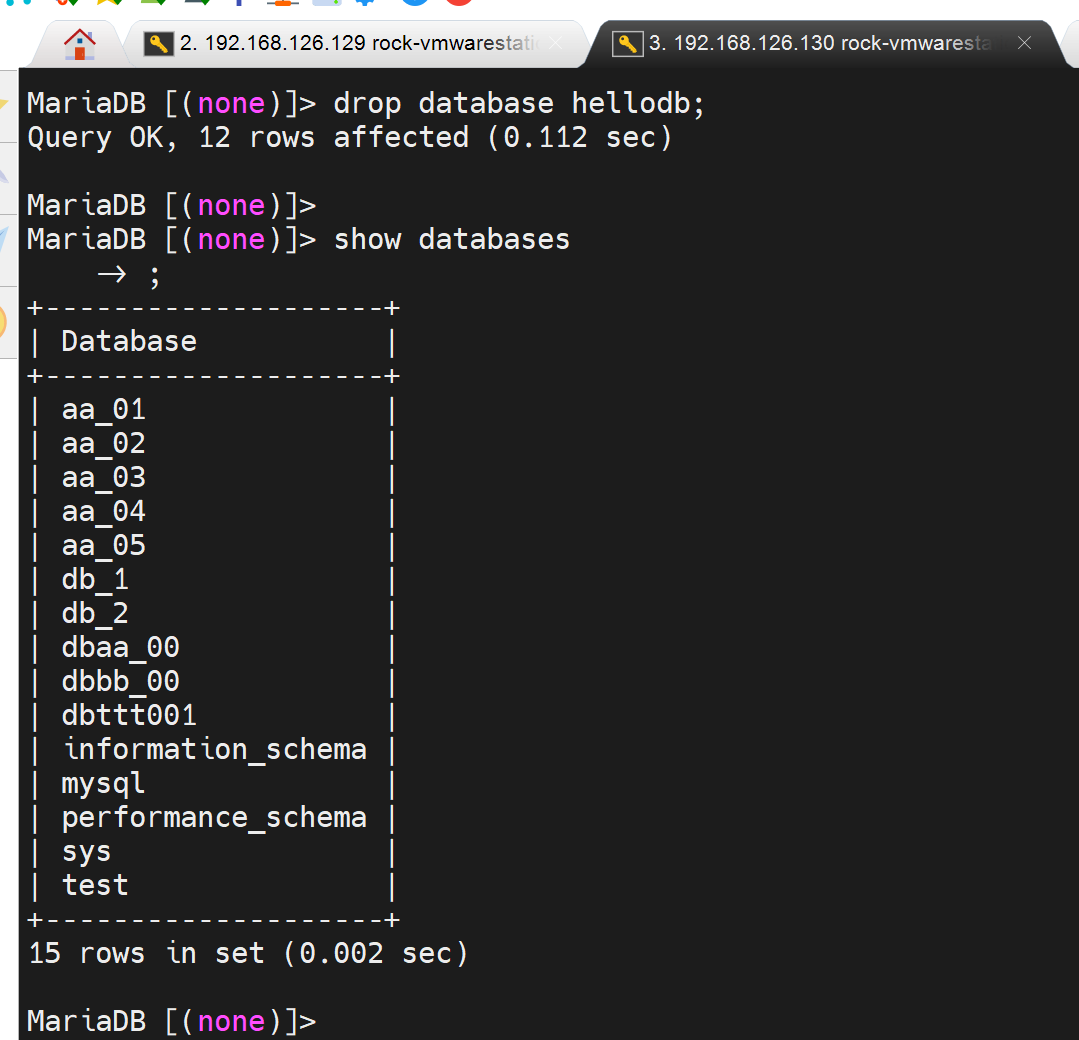 2. 192.168.126.129 rock-vmwarestati
3. 192.168.126.130 rock-vmwaresta
MariaDB [(none)]> drop database hellodb;
Query OK, 12 rows affected (0.112 sec)
MariaDB [(none)]>
MariaDB [(none)]> show databases
    -> ;
+--------------------+
| Database           |
+--------------------+
| aa_01              |
| aa_02              |
| aa_03              |
| aa_04              |
| aa_05              |
| db_1               |
| db_2               |
| dbaa_00            |
| dbbb_00            |
| dbttt001           |
| information_schema |
| mysql              |
| performance_schema |
| sys                |
| test               |
+--------------------+
15 rows in set (0.002 sec)
MariaDB [(none)]>